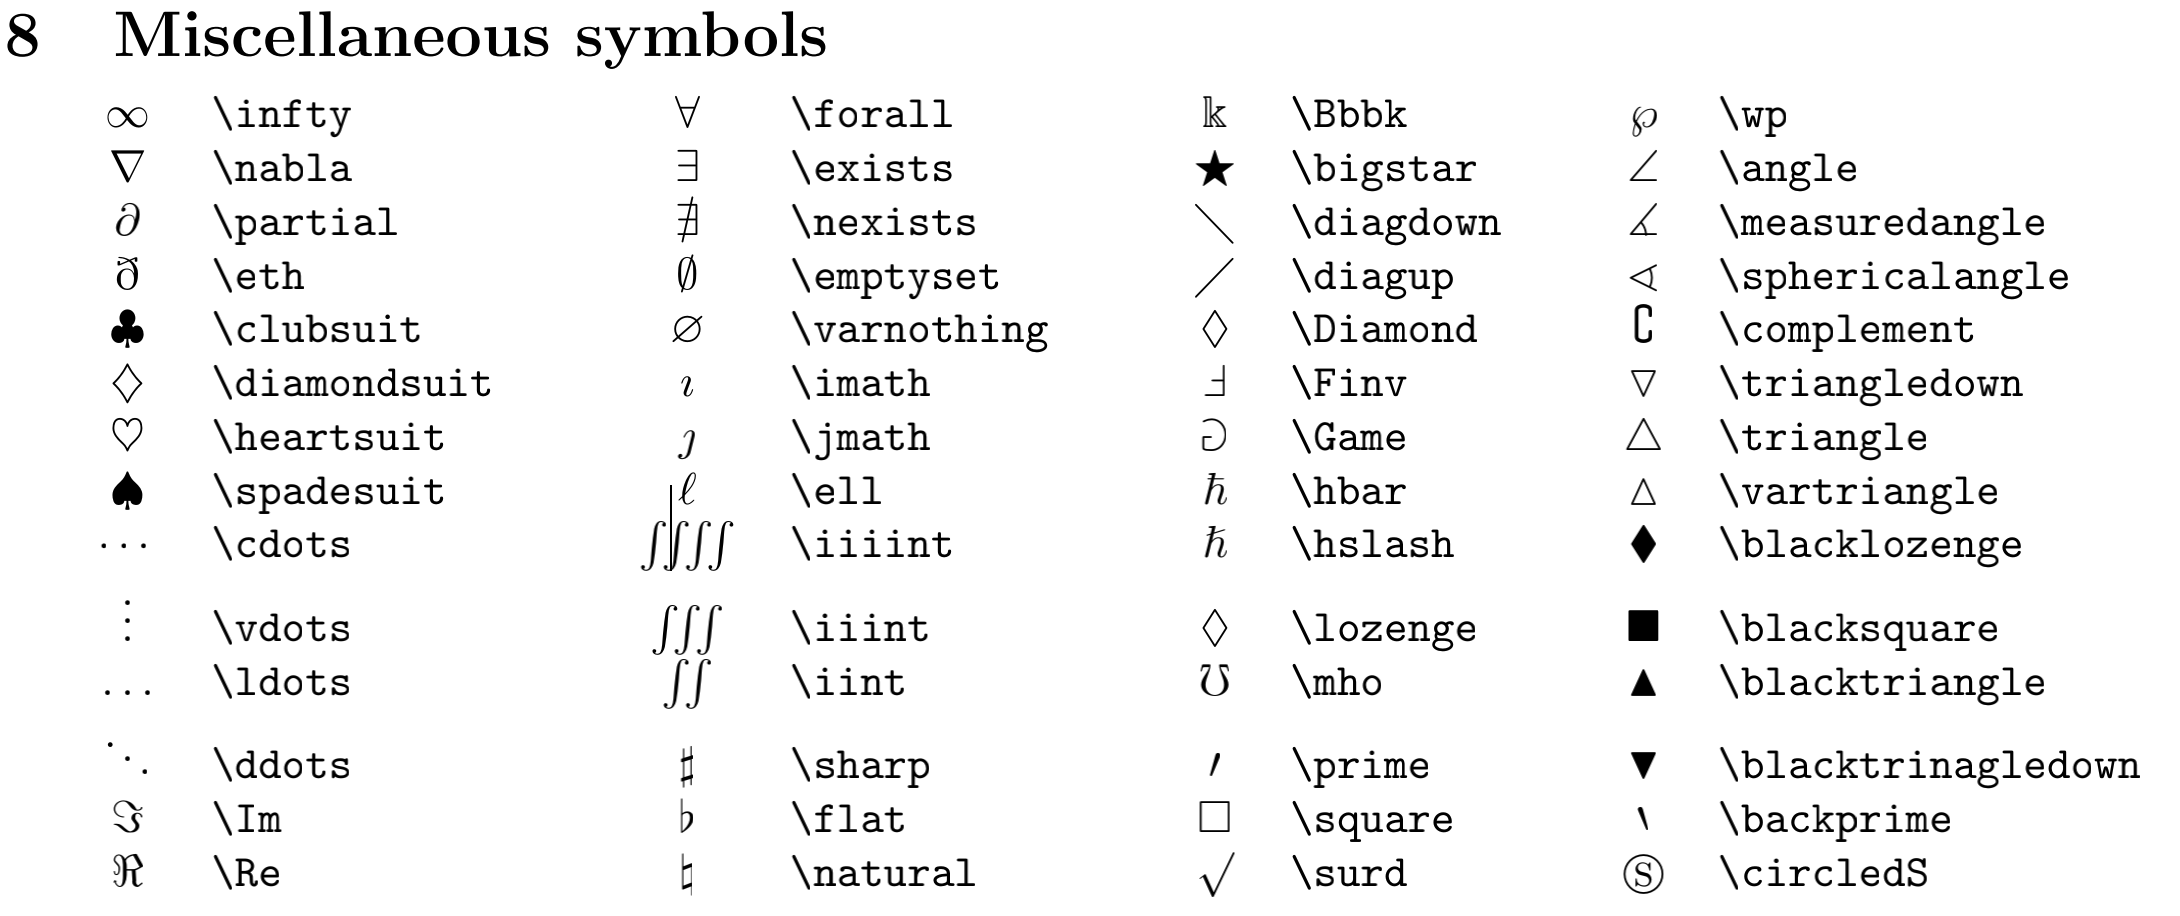 8 Miscellaneous symbols
∞ \infty ∀ \forall 𝕜 \Bbbk ℘ \wp
∇ \nabla ∃ \exists ★ \bigstar ∠ \angle
∂ \partial ∄ \nexists ╲ \diagdown ∡ \measuredangle
ð \eth ∅ \emptyset ╱ \diagup ∢ \sphericalangle
♣ \clubsuit ∅ \varnothing ◊ \Diamond ∁ \complement
♢ \diamondsuit ı \imath Ⅎ \Finv ▽ \triangledown
♡ \heartsuit ȷ \jmath ⅁ \Game △ \triangle
♠ \spadesuit ℓ \ell ℏ \hbar △ \vartriangle
⋯ \cdots ⨌ \iiiint ℏ \hslash ⧫ \blacklozenge
⋮ \vdots ∭ \iiint ◊ \lozenge ■ \blacksquare
… \ldots ∬ \iint ℧ \mho ▲ \blacktriangle
⋱ \ddots ♯ \sharp ′ \prime ▼ \blacktrinagledown
ℑ \Im ♭ \flat □ \square ‵ \backprime
ℜ \Re ♮ \natural √ \surd Ⓢ \circledS